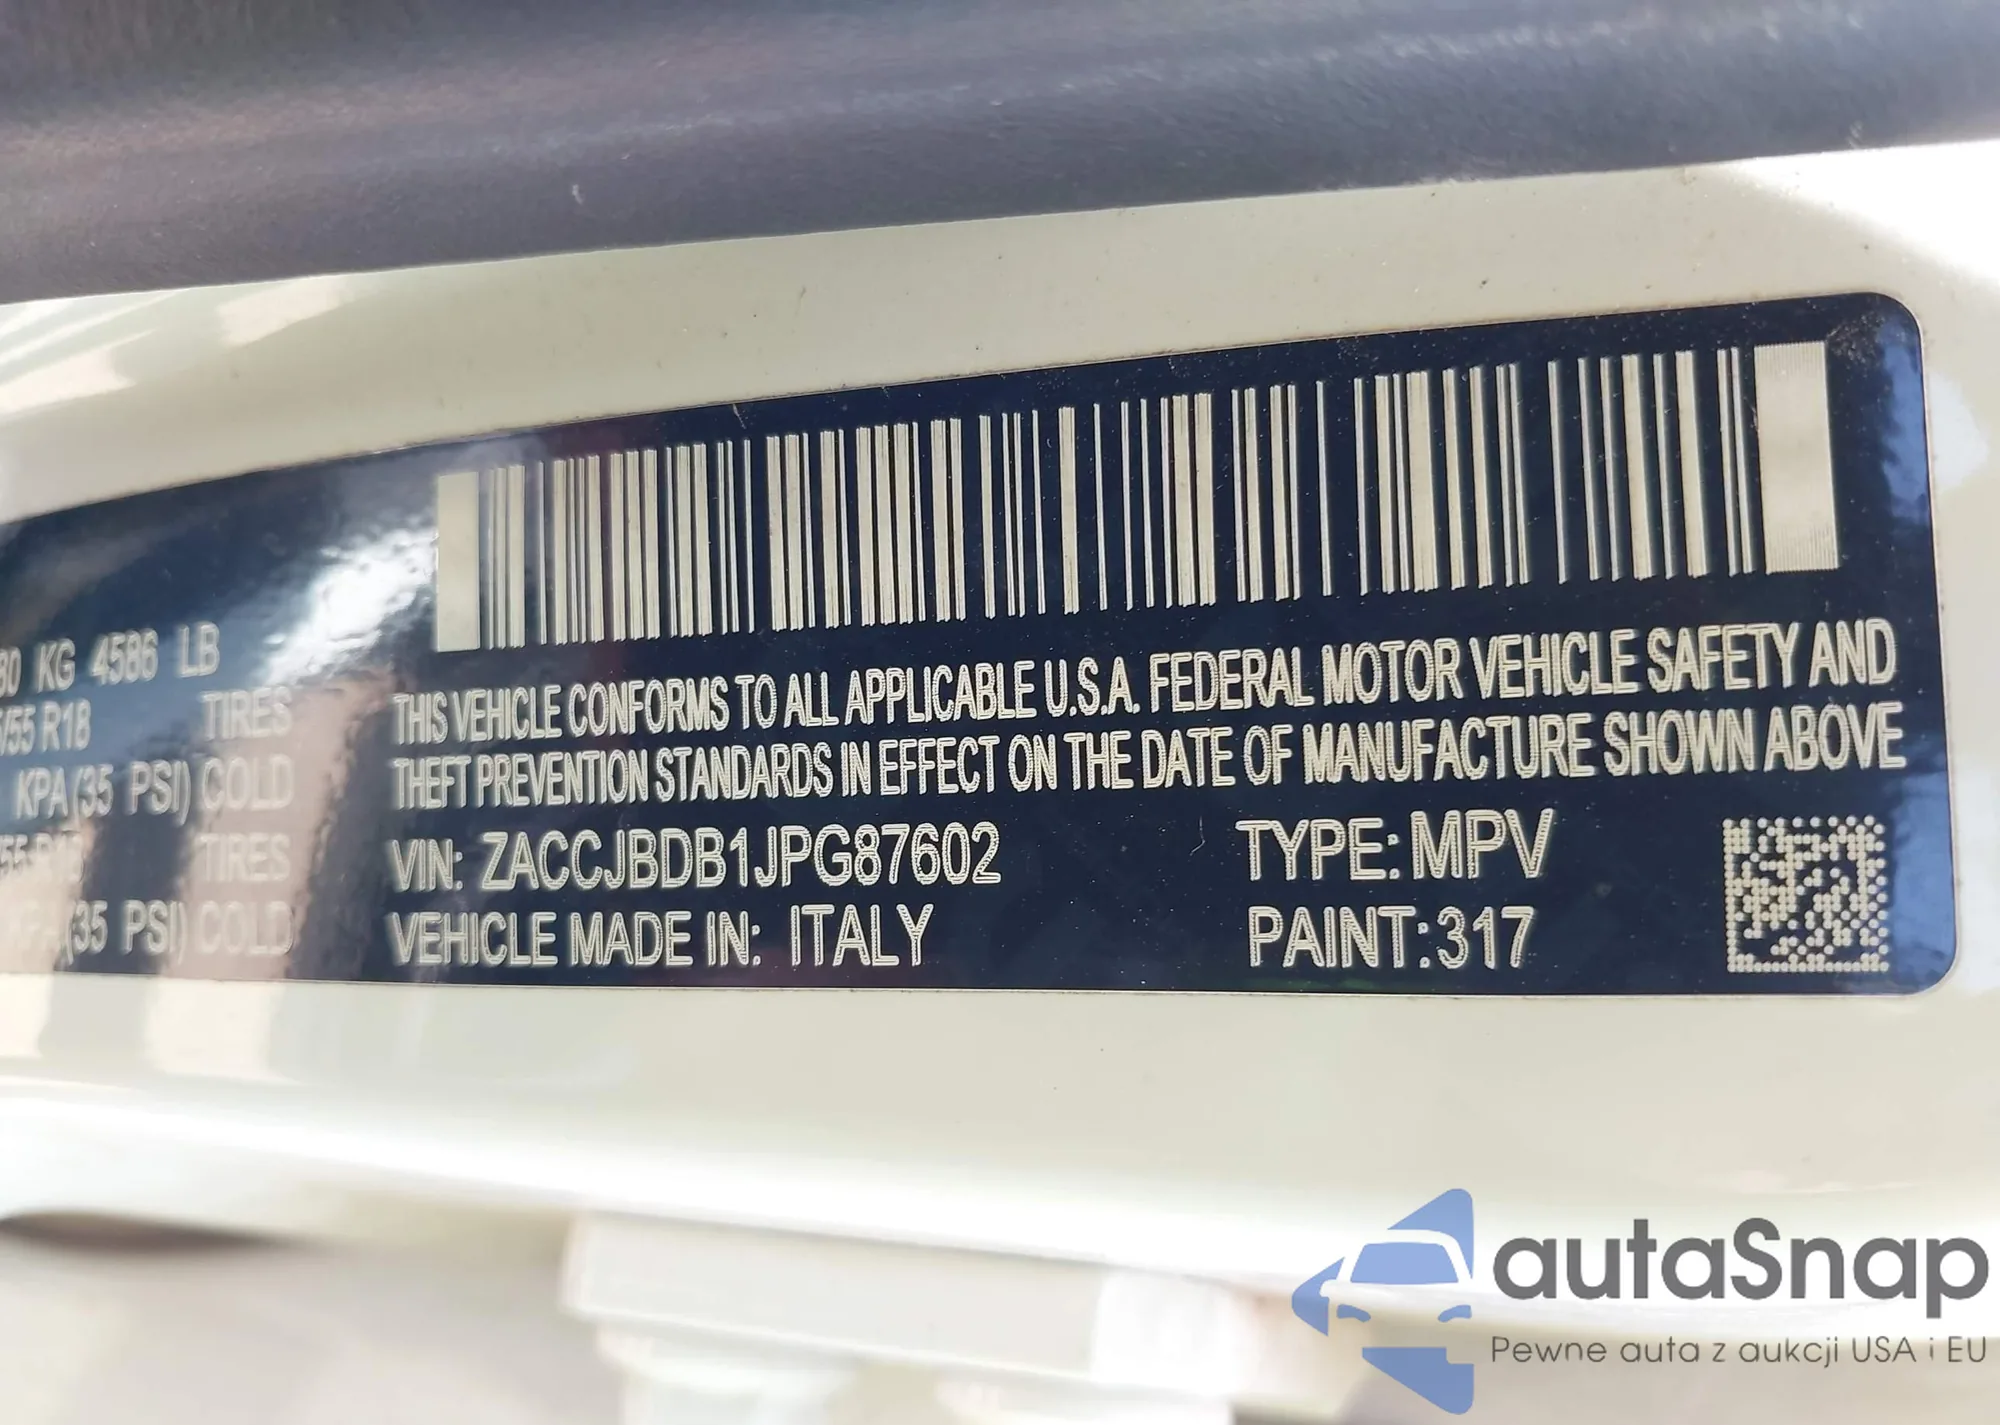 80 KG 4586 LB
/55 R18 TIRES
KPA (35 PSI) COLD
TIRES
(35 PSI) COLD
THIS VEHICLE CONFORMS TO ALL APPLICABLE U.S.A. FEDERAL MOTOR VEHICLE SAFETY AND
THEFT PREVENTION STANDARDS IN EFFECT ON THE DATE OF MANUFACTURE SHOWN ABOVE
VIN: ZACCJBDB1JPG87602 TYPE: MPV
VEHICLE MADE IN: ITALY PAINT: 317
autaSnap
Pewne auta z aukcji USA i EU